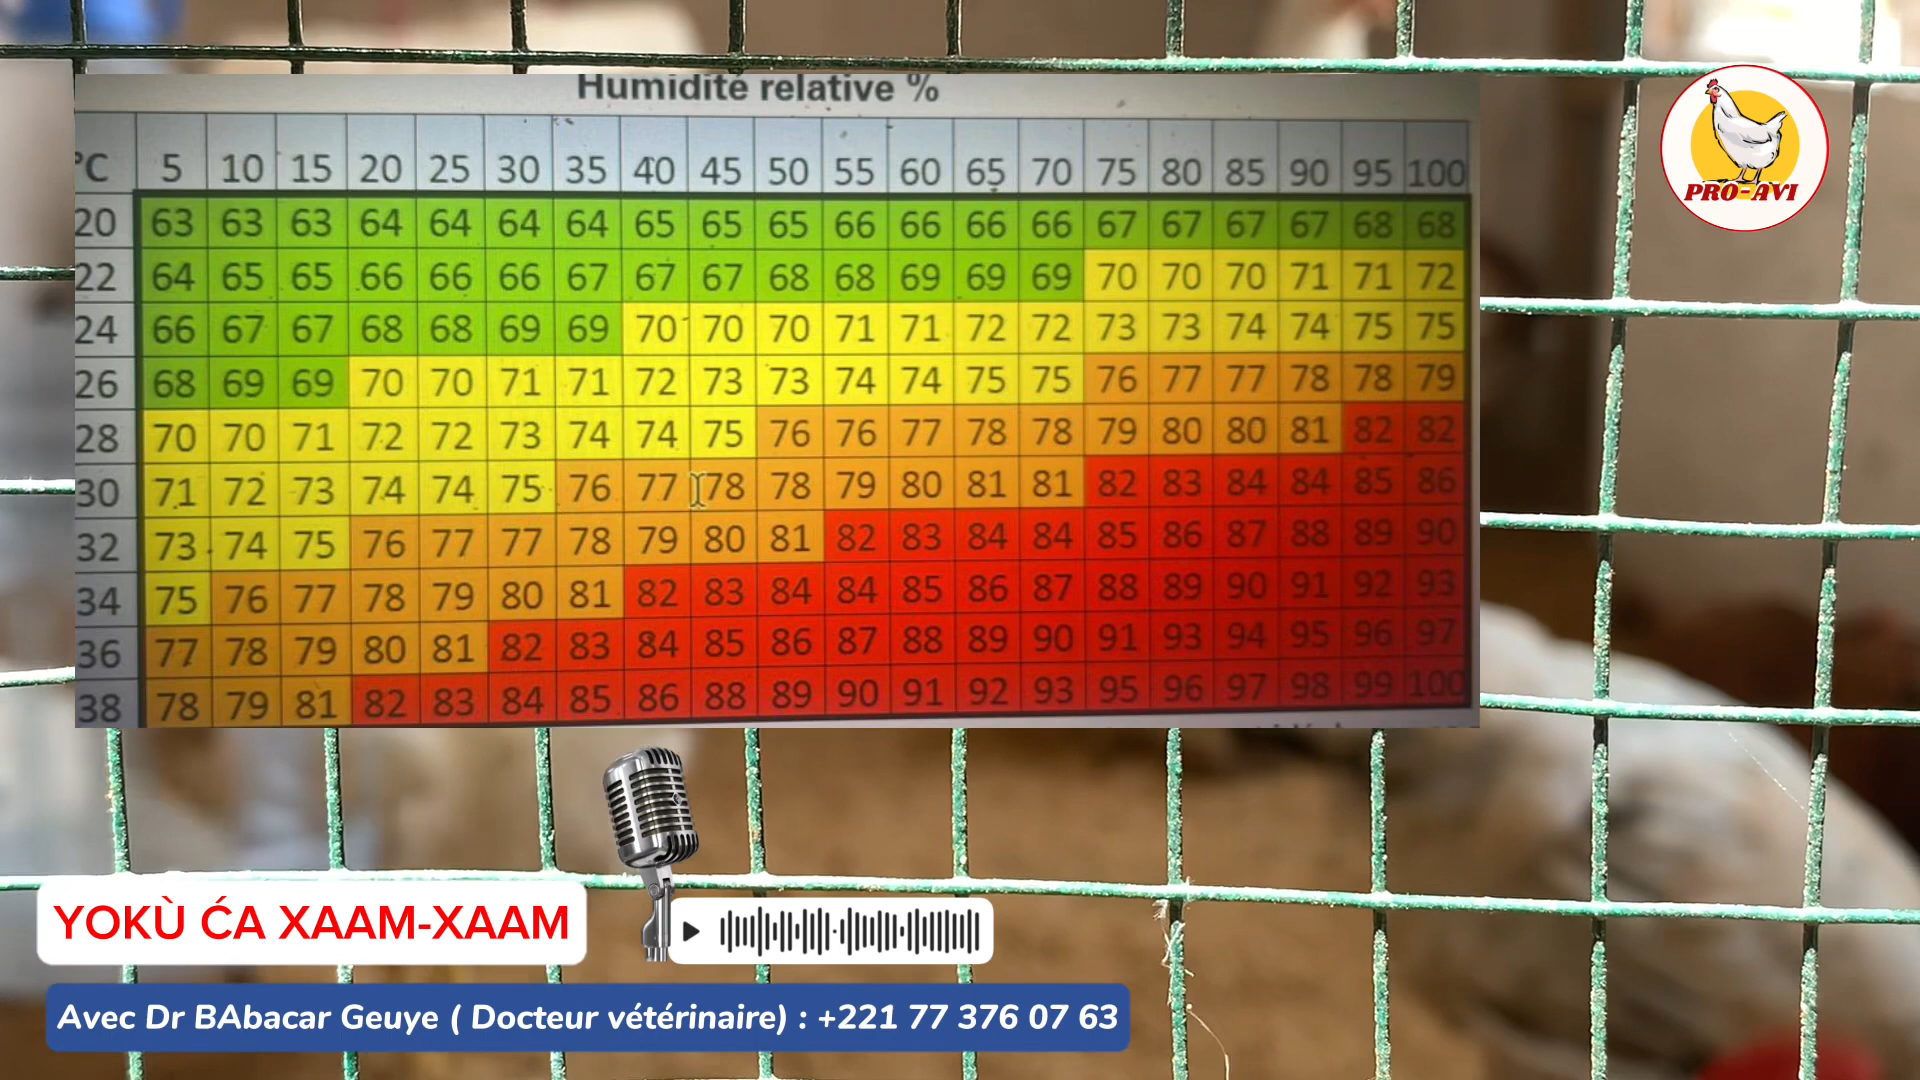 Humidité relative %
°C 5 10 15 20 25 30 35 40 45 50 55 60 65 70 75 80 85 90 95 100
20 63 63 63 64 64 64 64 65 65 65 66 66 66 66 67 67 67 67 68 68
22 64 65 65 66 66 66 67 67 67 68 68 69 69 69 70 70 70 71 71 72
24 66 67 67 68 68 69 69 70 70 70 71 71 72 72 73 73 74 74 75 75
26 68 69 69 70 70 71 71 72 73 73 74 74 75 75 76 77 77 78 78 79
28 70 70 71 72 72 73 74 74 75 76 76 77 78 78 79 80 80 81 82 82
30 71 72 73 74 74 75 76 77 78 78 79 80 81 81 82 83 84 84 85 86
32 73 74 75 76 77 77 78 79 80 81 82 83 84 84 85 86 87 88 89 90
34 75 76 77 78 79 80 81 82 83 84 84 85 86 87 88 89 90 91 92 93
36 77 78 79 80 81 82 83 84 85 86 87 88 89 90 91 93 94 95 96 97
38 78 79 81 82 83 84 85 86 88 89 90 91 92 93 95 96 97 98 99 100
PRO-AVI
YOKÙ ĆA XAAM-XAAM
Avec Dr BAbacar Geuye ( Docteur vétérinaire) : +221 77 376 07 63